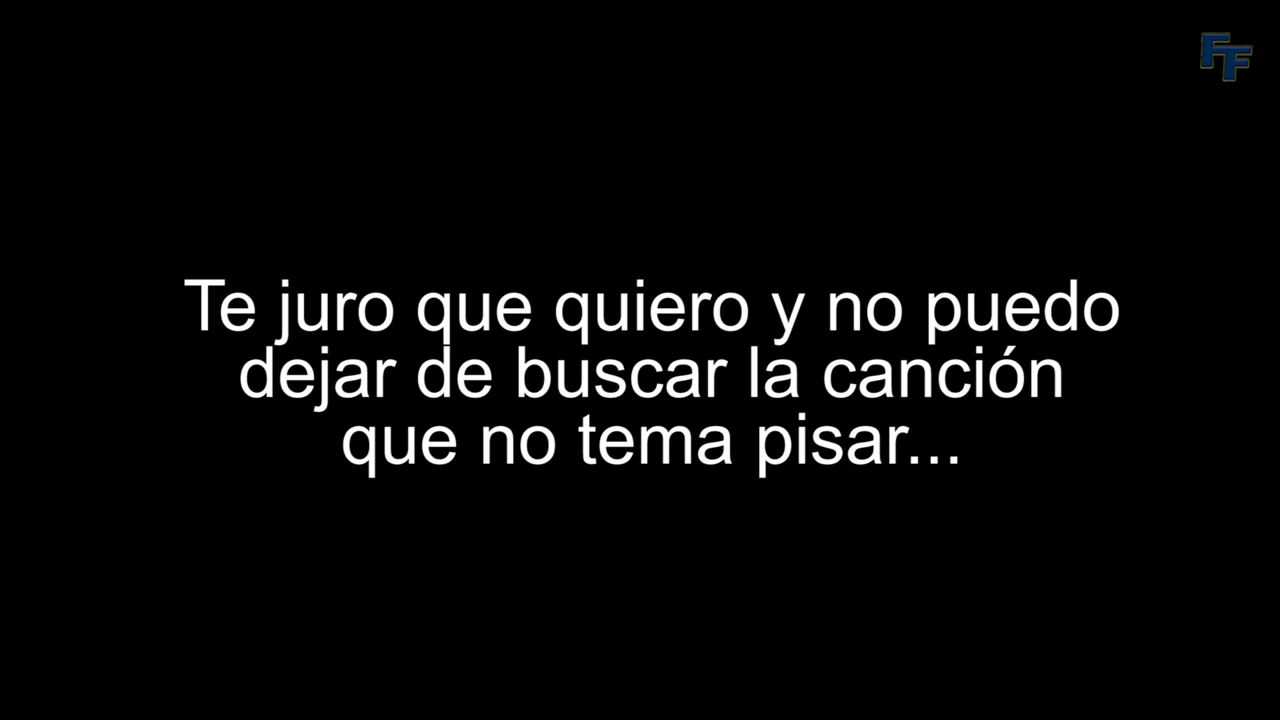 FF
Te juro que quiero y no puedo
dejar de buscar la canción
que no tema pisar...